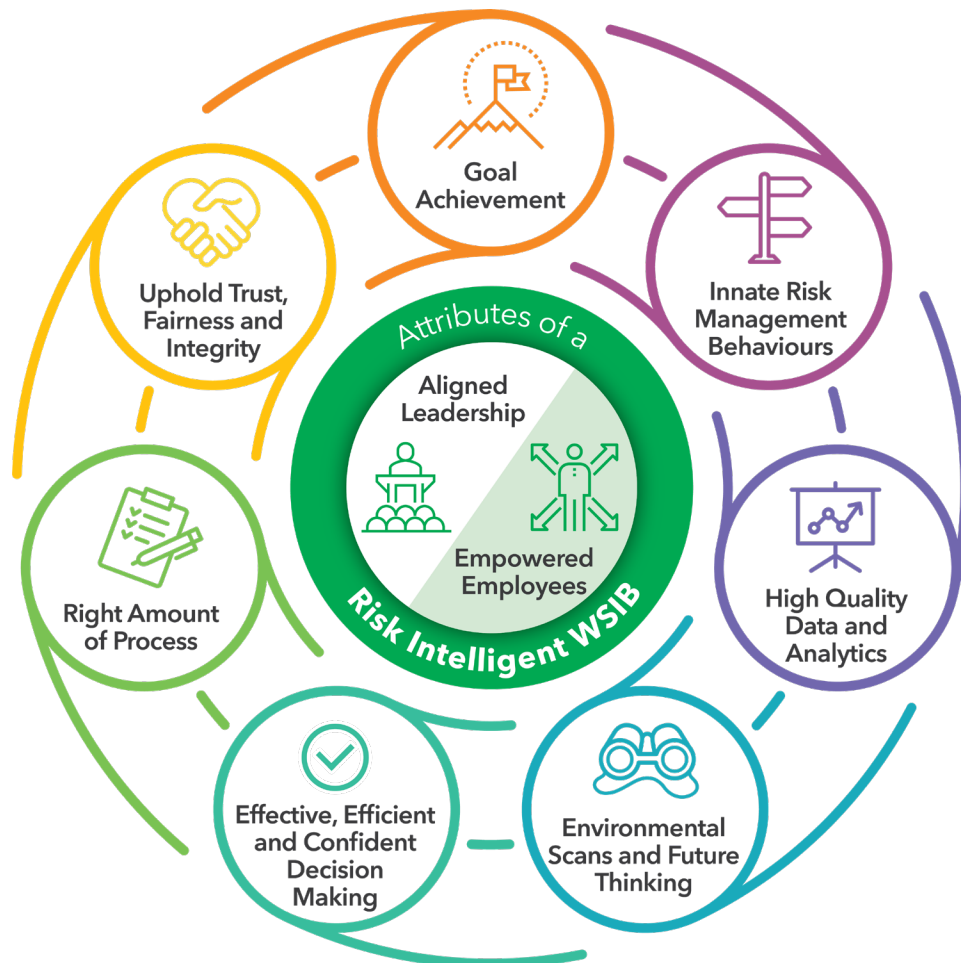 Goal
Achievement
Innate Risk
Management
Behaviours
High Quality
Data and
Analytics
Environmental
Scans and Future
Thinking
Effective, Efficient
and Confident
Decision
Making
Right Amount
of Process
Uphold Trust,
Fairness and
Integrity
Attributes of a
Risk Intelligent WSIB
Aligned
Leadership
Empowered
Employees